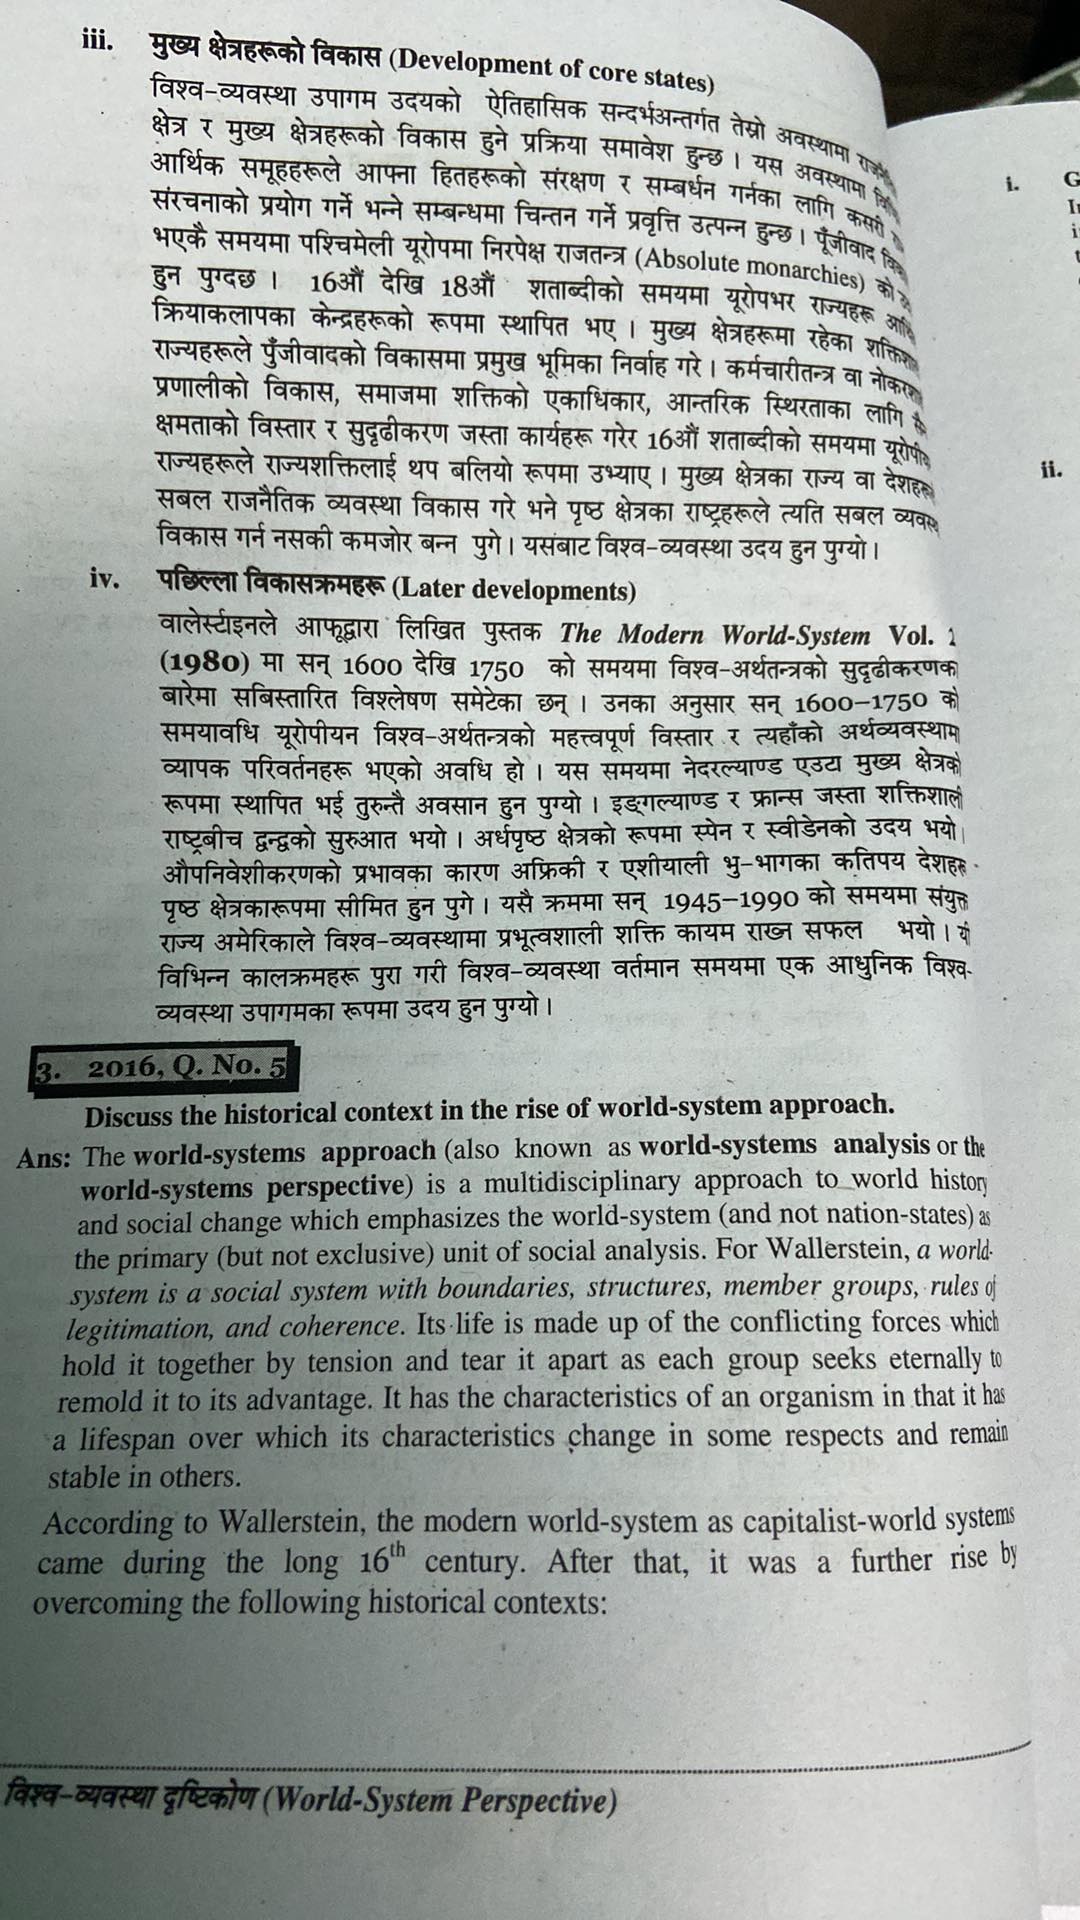 iii. मुख्य क्षेत्रहरूको विकास (Development of core states)
विश्व-व्यवस्था उपागम उदयको ऐतिहासिक सन्दर्भअन्तर्गत तेस्रो अवस्थामा
क्षेत्र र मुख्य क्षेत्रहरूको विकास हुने प्रक्रिया समावेश हुन्छ । यस अवस्थामा
आर्थिक समूहहरूले आफ्ना हितहरूको संरक्षण र सम्बर्धन गर्नका लागि कसरी
संरचनाको प्रयोग गर्ने भन्ने सम्बन्धमा चिन्तन गर्ने प्रवृत्ति उत्पन्न हुन्छ । पूँजीवाद
भएकै समयमा पश्चिमेली यूरोपमा निरपेक्ष राजतन्त्र (Absolute monarchies) को
हुन पुग्दछ । 16औं देखि 18औं शताब्दीको समयमा यूरोपभर राज्यहरू
क्रियाकलापका केन्द्रहरूको रूपमा स्थापित भए । मुख्य क्षेत्रहरूमा रहेका
राज्यहरूले पुँजीवादको विकासमा प्रमुख भूमिका निर्वाह गरे । कर्मचारीतन्त्र वा
प्रणालीको विकास, समाजमा शक्तिको एकाधिकार, आन्तरिक स्थिरताका लागि
क्षमताको विस्तार र सुदृढीकरण जस्ता कार्यहरू गरेर 16औं शताब्दीको समयमा
राज्यहरूले राज्यशक्तिलाई थप बलियो रूपमा उभ्याए । मुख्य क्षेत्रका राज्य वा देशहरू
सबल राजनैतिक व्यवस्था विकास गरे भने पृष्ठ क्षेत्रका राष्ट्रहरूले त्यति सबल
विकास गर्न नसकी कमजोर बन्न पुगे । यसबाट विश्व-व्यवस्था उदय हुन पुग्यो ।
iv. पछिल्ला विकासक्रमहरू (Later developments)
वालेर्स्टाइनले आफूद्वारा लिखित पुस्तक The Modern World-System Vol.
(1980) मा सन् 1600 देखि 1750 को समयमा विश्व-अर्थतन्त्रको सुदृढीकरणका
बारेमा सबिस्तारित विश्लेषण समेटेका छन् । उनका अनुसार सन् 1600-1750 को
समयावधि यूरोपीयन विश्व-अर्थतन्त्रको महत्त्वपूर्ण विस्तार र त्यहाँको अर्थव्यवस्थामा
व्यापक परिवर्तनहरू भएको अवधि हो । यस समयमा नेदरल्याण्ड एउटा मुख्य क्षेत्रको
रूपमा स्थापित भई तुरुन्तै अवसान हुन पुग्यो । इङ्गल्याण्ड र फ्रान्स जस्ता शक्तिशाली
राष्ट्रबीच द्वन्द्वको सुरुआत भयो । अर्धपृष्ठ क्षेत्रको रूपमा स्पेन र स्वीडेनको उदय भयो ।
औपनिवेशीकरणको प्रभावका कारण अफ्रिकी र एशीयाली भु-भागका कतिपय देशहरू
पृष्ठ क्षेत्रकारूपमा सीमित हुन पुगे । यसै क्रममा सन् 1945-1990 को समयमा संयुक्त
राज्य अमेरिकाले विश्व-व्यवस्थामा प्रभूत्वशाली शक्ति कायम राख्न सफल भयो । यी
विभिन्न कालक्रमहरू पुरा गरी विश्व-व्यवस्था वर्तमान समयमा एक आधुनिक विश्व-
व्यवस्था उपागमका रूपमा उदय हुन पुग्यो ।
3. 2016, Q. No. 5
Discuss the historical context in the rise of world-system approach.
Ans: The world-systems approach (also known as world-systems analysis or the
world-systems perspective) is a multidisciplinary approach to world history
and social change which emphasizes the world-system (and not nation-states) as
the primary (but not exclusive) unit of social analysis. For Wallerstein, a world-
system is a social system with boundaries, structures, member groups, rules of
legitimation, and coherence. Its life is made up of the conflicting forces which
hold it together by tension and tear it apart as each group seeks eternally to
remold it to its advantage. It has the characteristics of an organism in that it has
a lifespan over which its characteristics change in some respects and remain
stable in others.
According to Wallerstein, the modern world-system as capitalist-world systems
came during the long 16th century. After that, it was a further rise by
overcoming the following historical contexts:
विश्व-व्यवस्था दृष्टिकोण (World-System Perspective)
i.
ii.